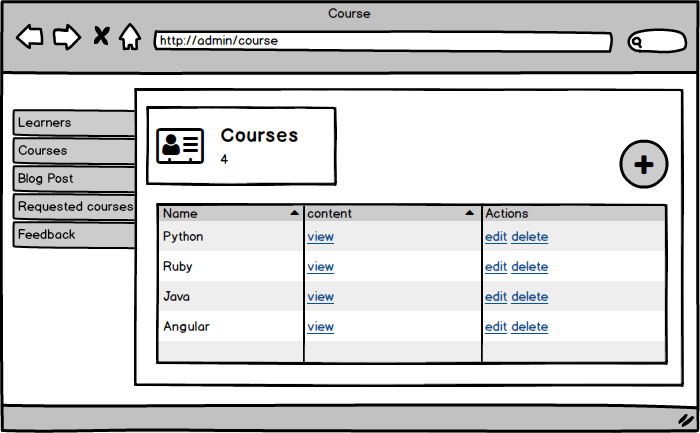 Course
http://admin/course
Learners
Courses
Blog Post
Requested courses
Feedback
Courses
4
Name content Actions
Python view edit delete
Ruby view edit delete
Java view edit delete
Angular view edit delete